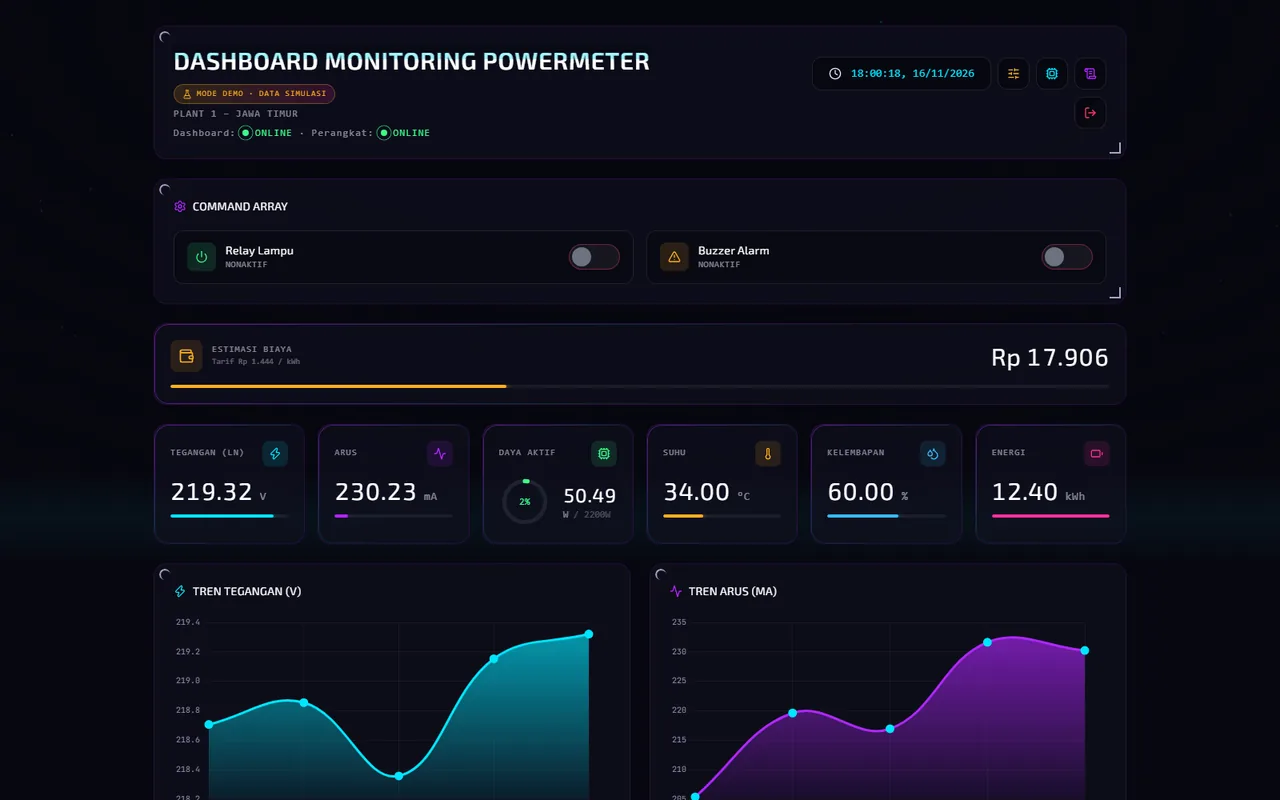 DASHBOARD MONITORING POWERMETER
MODE DEMO · DATA SIMULASI
PLANT 1 – JAWA TIMUR
Dashboard: ONLINE · Perangkat: ONLINE
18:00:18, 16/11/2026
COMMAND ARRAY
Relay Lampu
NONAKTIF
Buzzer Alarm
NONAKTIF
ESTIMASI BIAYA
Tarif Rp 1.444 / kWh
Rp 17.906
TEGANGAN (LN)
219.32 V
ARUS
230.23 mA
DAYA AKTIF
2%
50.49
W / 2200W
SUHU
34.00 °C
KELEMBAPAN
60.00 %
ENERGI
12.40 kWh
TREN TEGANGAN (V)
219.4
219.2
219.0
218.8
218.6
218.4
218.2
TREN ARUS (MA)
235
230
225
220
215
210
205